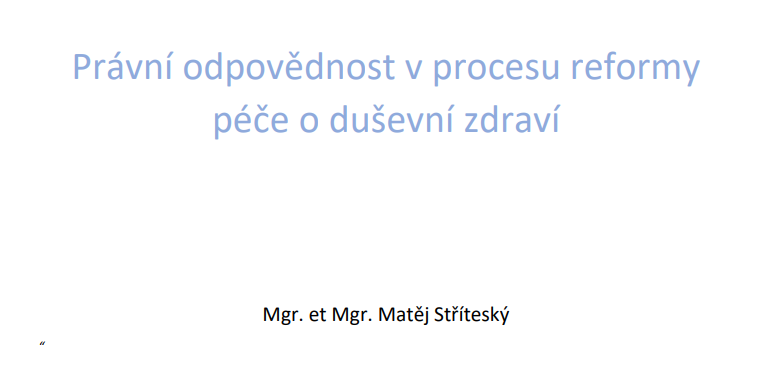 Právní odpovědnost v procesu reformy
péče o duševní zdraví
Mgr. et Mgr. Matěj Stříteský
“